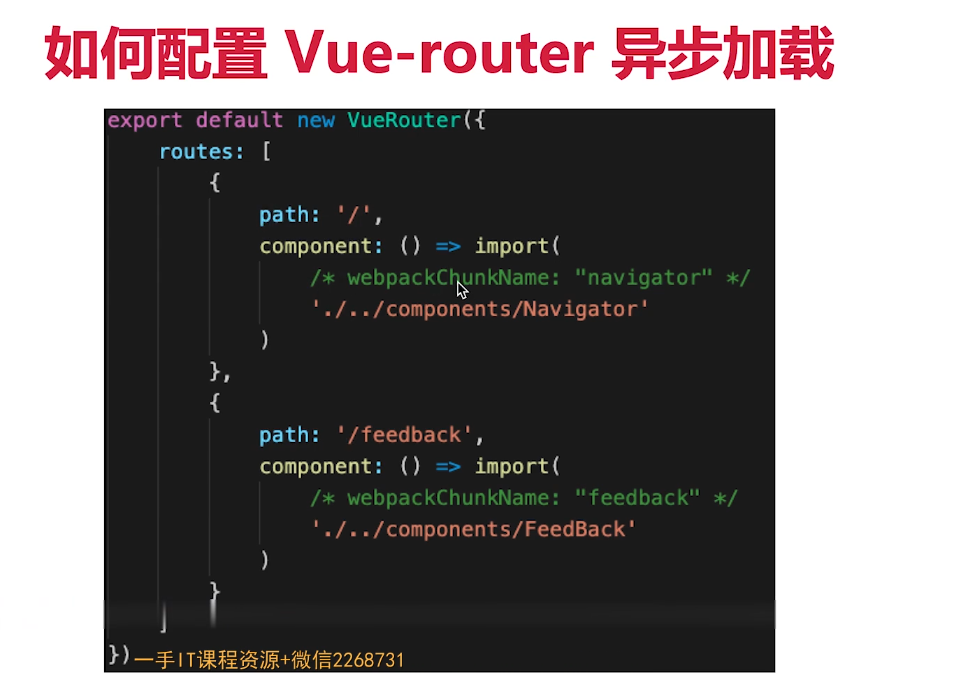 如何配置 Vue-router 异步加载
export default new VueRouter({
    routes: [
        {
            path: '/',
            component: () => import(
                /* webpackChunkName: "navigator" */
                './../components/Navigator'
            )
        },
        {
            path: '/feedback',
            component: () => import(
                /* webpackChunkName: "feedback" */
                './../components/FeedBack'
            )
        }
    ]
})一手IT课程资源+微信2268731